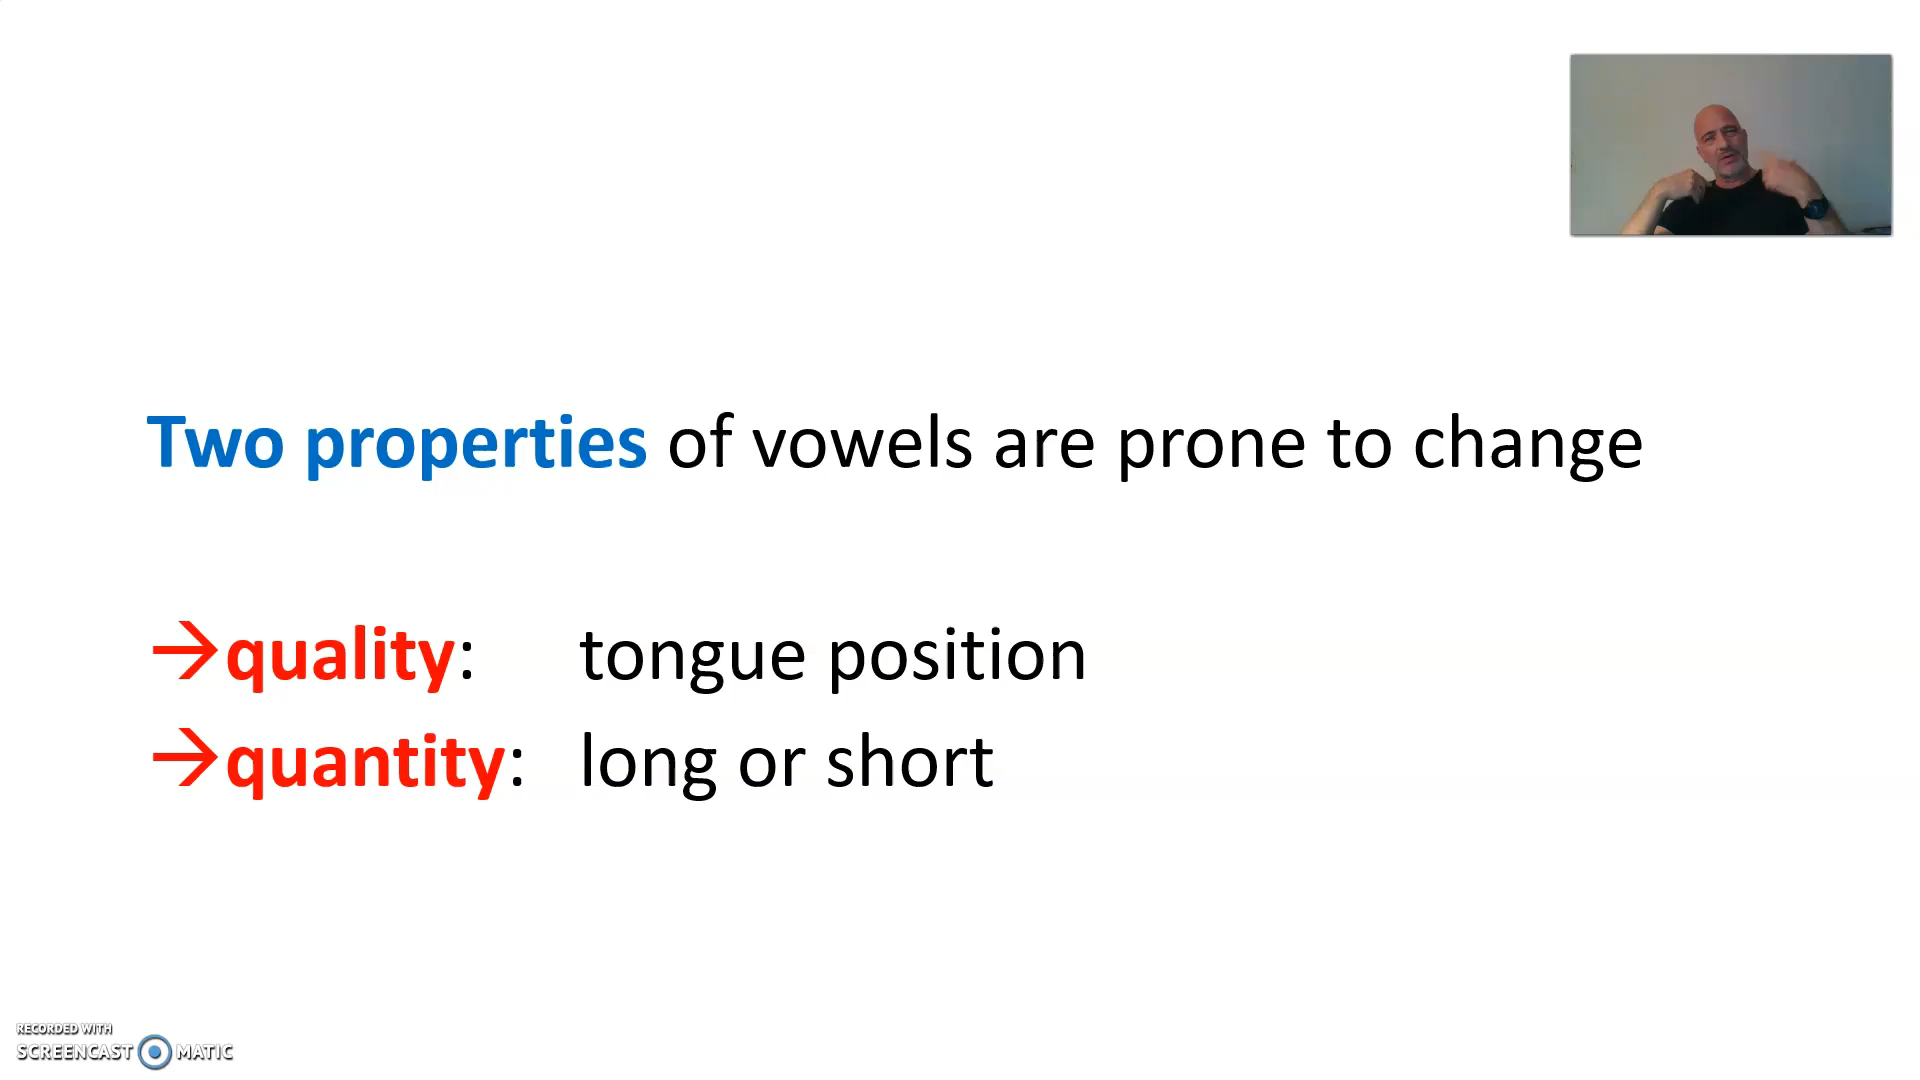 Two properties of vowels are prone to change
→quality: tongue position
→quantity: long or short
RECORDED WITH
SCREENCAST MATIC